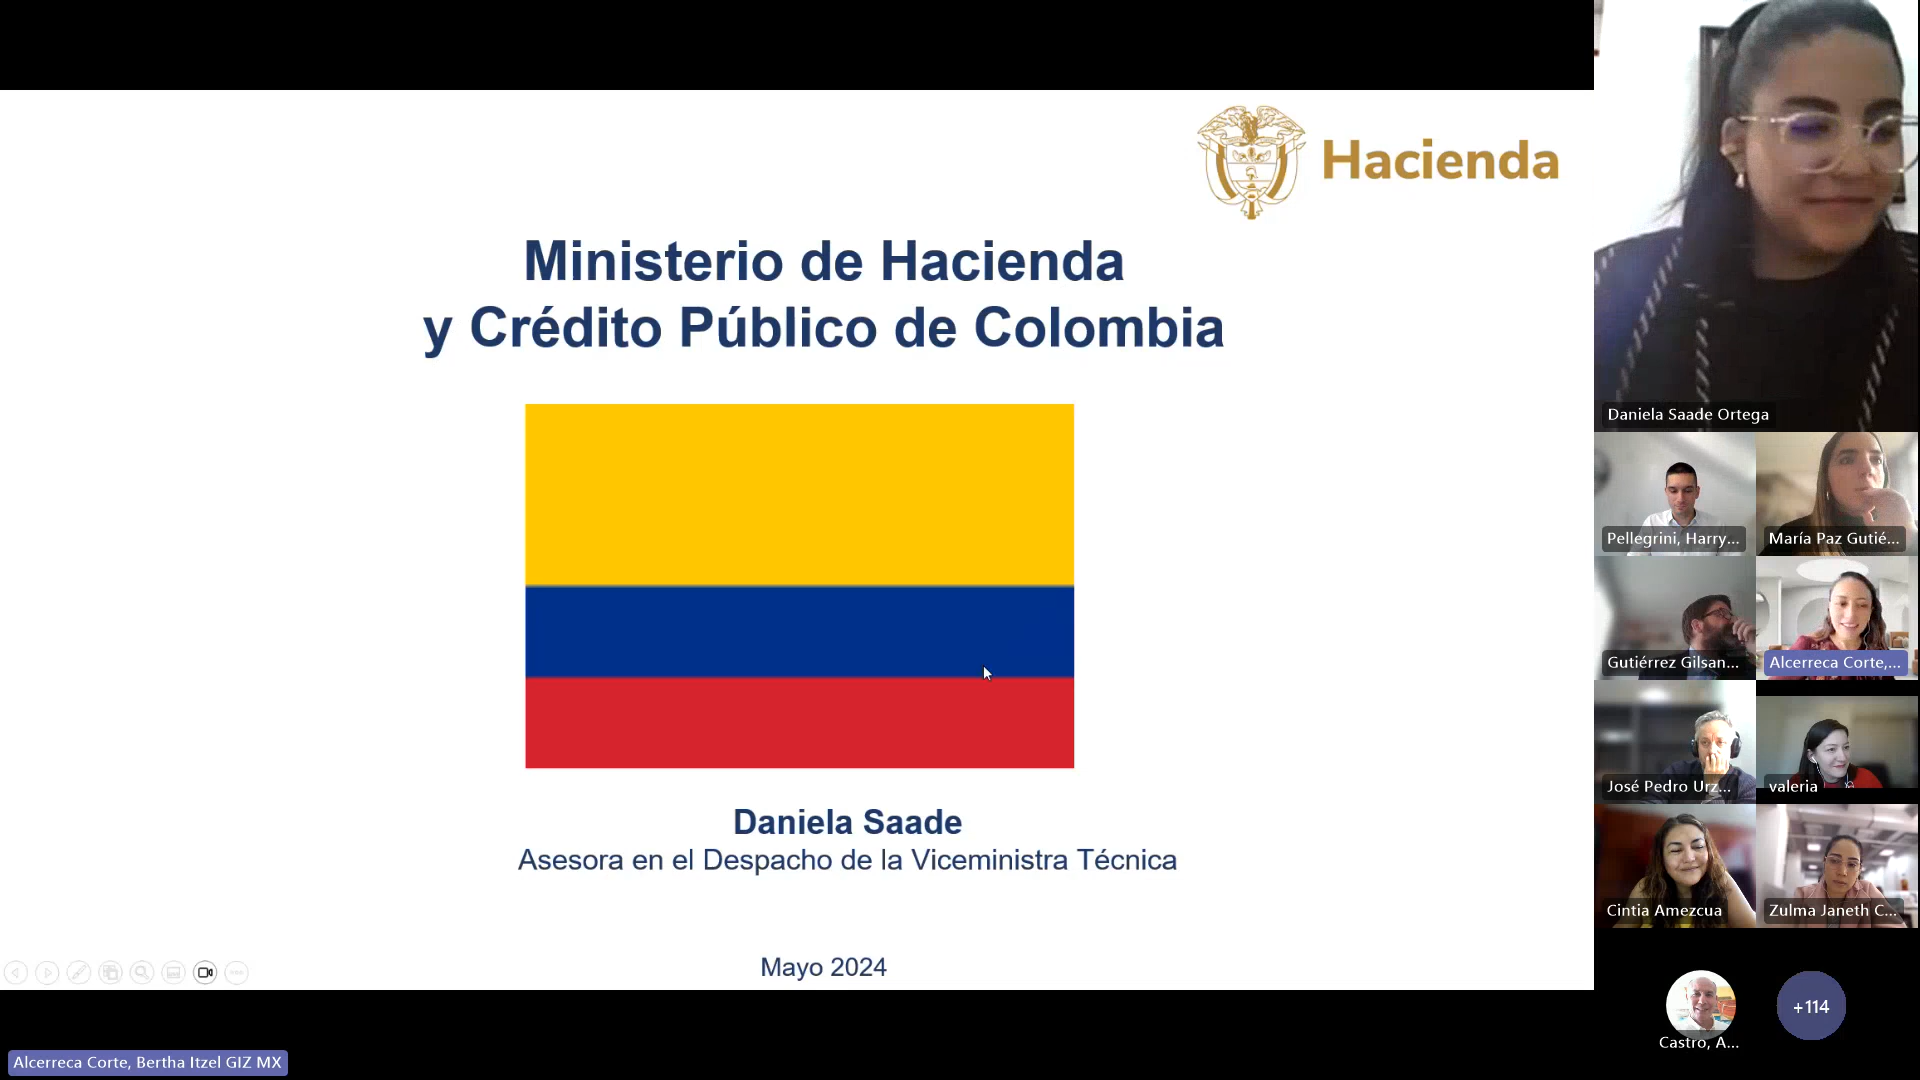 Hacienda
Ministerio de Hacienda
y Crédito Público de Colombia
Daniela Saade
Asesora en el Despacho de la Viceministra Técnica
Mayo 2024
Alcerreca Corte, Bertha Itzel GIZ MX
Daniela Saade Ortega
Pellegrini, Harry...
María Paz Gutié...
Gutiérrez Gilsan...
Alcerreca Corte,...
José Pedro Urz...
valeria
Cintia Amezcua
Zulma Janeth C...
Castro, A...
+114